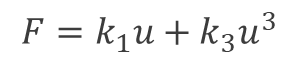 F = k₁u + k₃u³